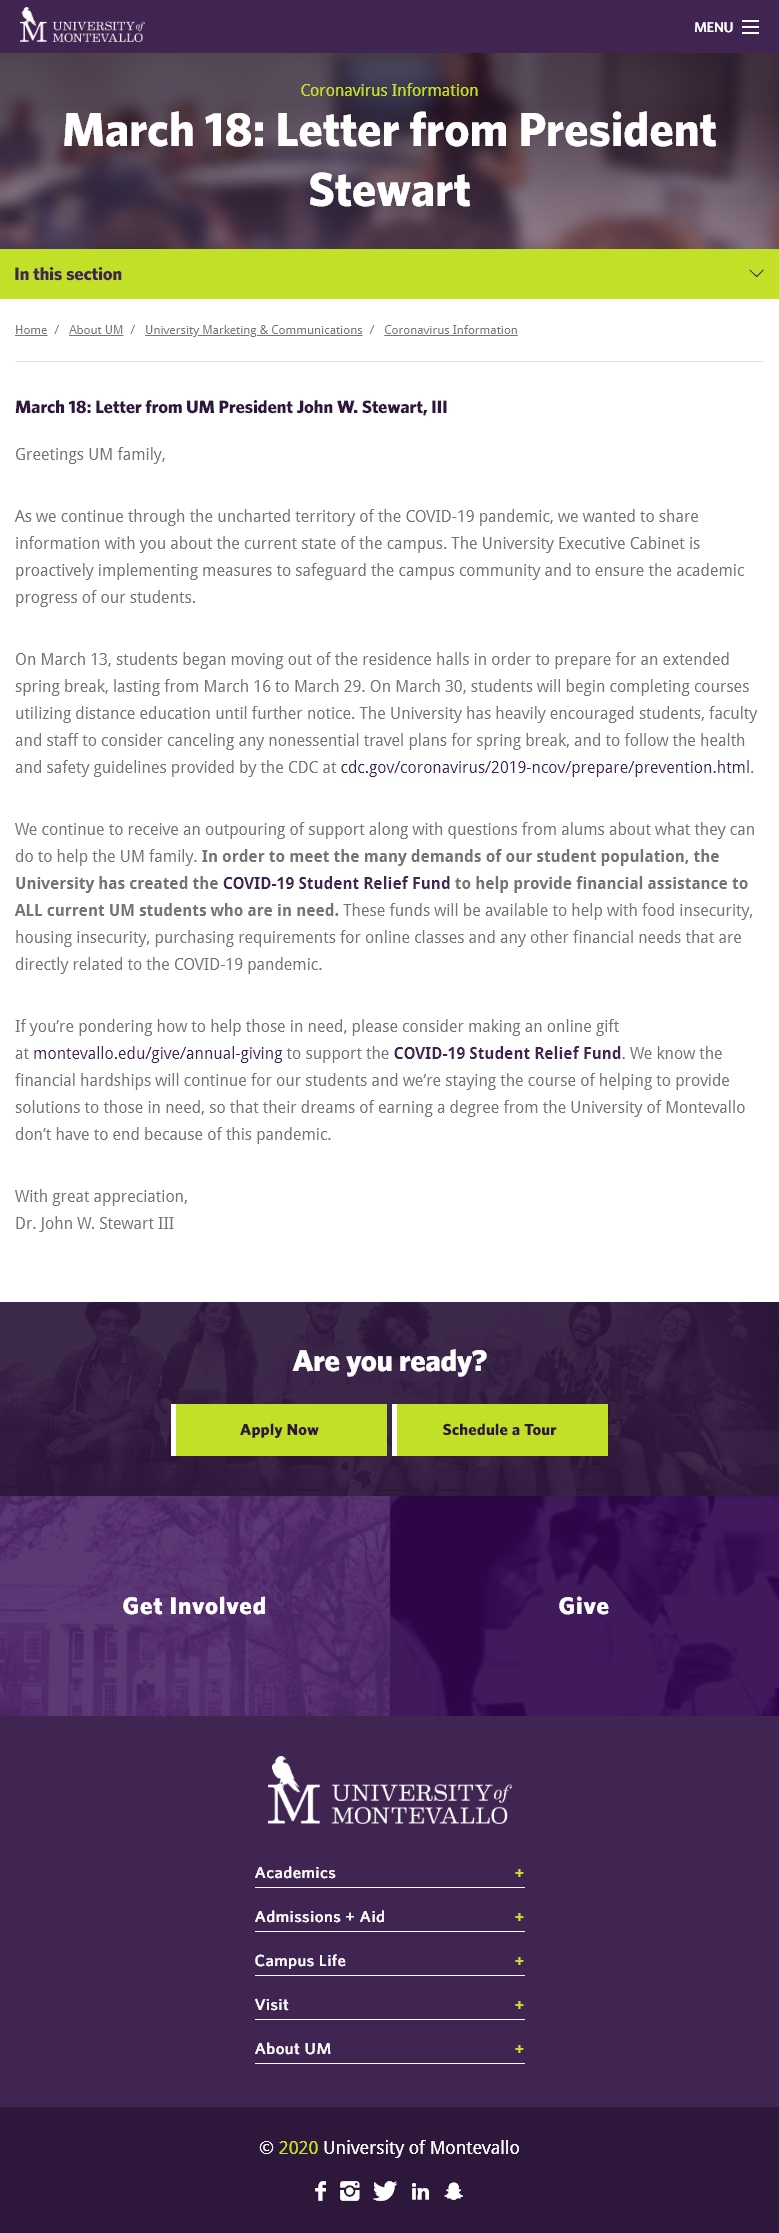 UNIVERSITY of
MONTEVALLO
MENU
Coronavirus Information
March 18: Letter from President
Stewart
In this section
Home / About UM / University Marketing & Communications / Coronavirus Information
March 18: Letter from UM President John W. Stewart, III
Greetings UM family,
As we continue through the uncharted territory of the COVID-19 pandemic, we wanted to share
information with you about the current state of the campus. The University Executive Cabinet is
proactively implementing measures to safeguard the campus community and to ensure the academic
progress of our students.
On March 13, students began moving out of the residence halls in order to prepare for an extended
spring break, lasting from March 16 to March 29. On March 30, students will begin completing courses
utilizing distance education until further notice. The University has heavily encouraged students, faculty
and staff to consider canceling any nonessential travel plans for spring break, and to follow the health
and safety guidelines provided by the CDC at cdc.gov/coronavirus/2019-ncov/prepare/prevention.html.
We continue to receive an outpouring of support along with questions from alums about what they can
do to help the UM family. In order to meet the many demands of our student population, the
University has created the COVID-19 Student Relief Fund to help provide financial assistance to
ALL current UM students who are in need. These funds will be available to help with food insecurity,
housing insecurity, purchasing requirements for online classes and any other financial needs that are
directly related to the COVID-19 pandemic.
If you’re pondering how to help those in need, please consider making an online gift
at montevallo.edu/give/annual-giving to support the COVID-19 Student Relief Fund. We know the
financial hardships will continue for our students and we’re staying the course of helping to provide
solutions to those in need, so that their dreams of earning a degree from the University of Montevallo
don’t have to end because of this pandemic.
With great appreciation,
Dr. John W. Stewart III
Are you ready?
Apply Now Schedule a Tour
Get Involved Give
M UNIVERSITY of
MONTEVALLO
Academics +
Admissions + Aid +
Campus Life +
Visit +
About UM +
© 2020 University of Montevallo